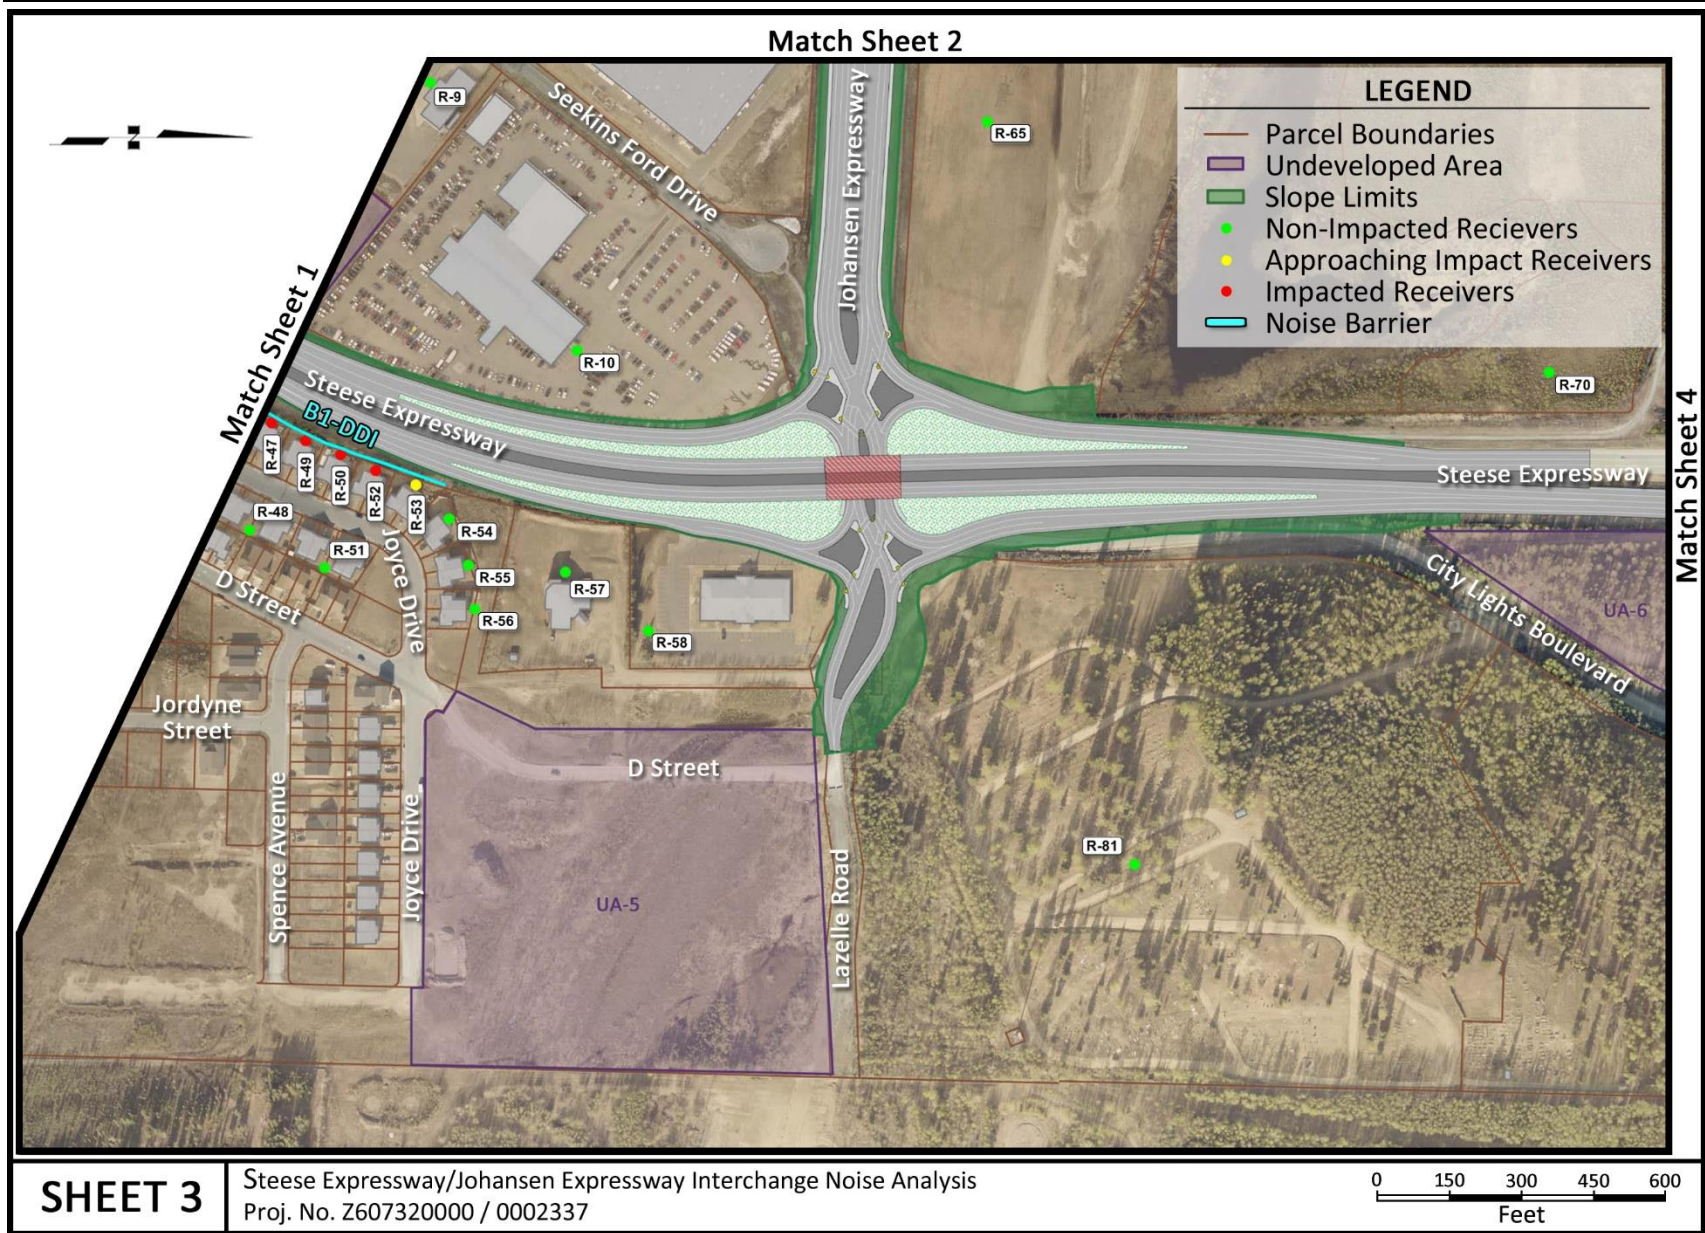 Match Sheet 2
R-9
Seekins Ford Drive
Johansen Expressway
R-65
LEGEND
Parcel Boundaries
Undeveloped Area
Slope Limits
Non-Impacted Recievers
Approaching Impact Receivers
Impacted Receivers
Noise Barrier
N
Match Sheet 1
R-10
R-70
Match Sheet 4
Steese Expressway
B1-DDI
Steese Expressway
R-47
R-49
R-50
R-52
R-53
R-48
R-54
R-51
R-55
R-57
R-56
R-58
Joyce Drive
D Street
City Lights Boulevard
UA-6
Jordyne
Street
D Street
Spence Avenue
Joyce Drive
UA-5
Lazelle Road
R-81
SHEET 3
Steese Expressway/Johansen Expressway Interchange Noise Analysis
Proj. No. Z607320000 / 0002337
0 150 300 450 600
Feet